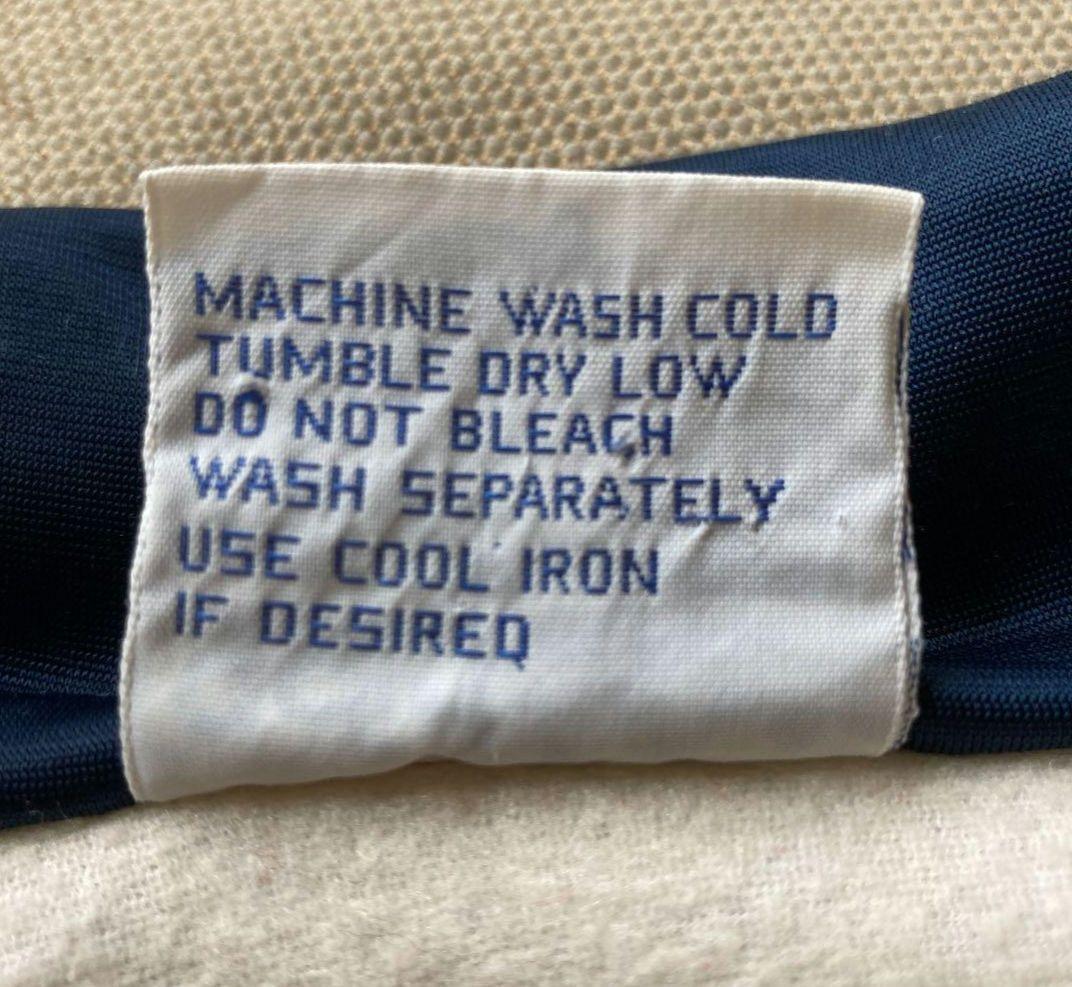 MACHINE WASH COLD
TUMBLE DRY LOW
DO NOT BLEACH
WASH SEPARATELY
USE COOL IRON
IF DESIRED